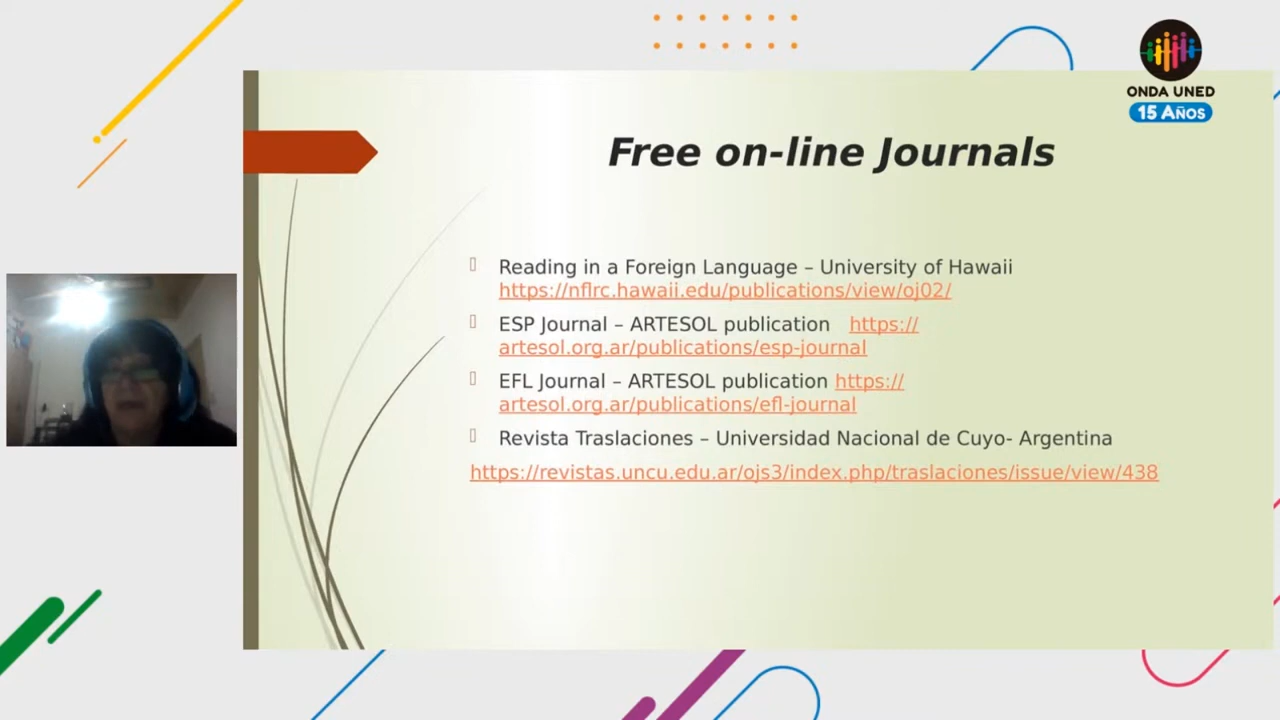 ONDA UNED
15 AÑOS
Free on-line Journals
Reading in a Foreign Language – University of Hawaii
https://nflrc.hawaii.edu/publications/view/oj02/
ESP Journal – ARTESOL publication https://
artesol.org.ar/publications/esp-journal
EFL Journal – ARTESOL publication https://
artesol.org.ar/publications/efl-journal
Revista Traslaciones – Universidad Nacional de Cuyo- Argentina
https://revistas.uncu.edu.ar/ojs3/index.php/traslaciones/issue/view/438